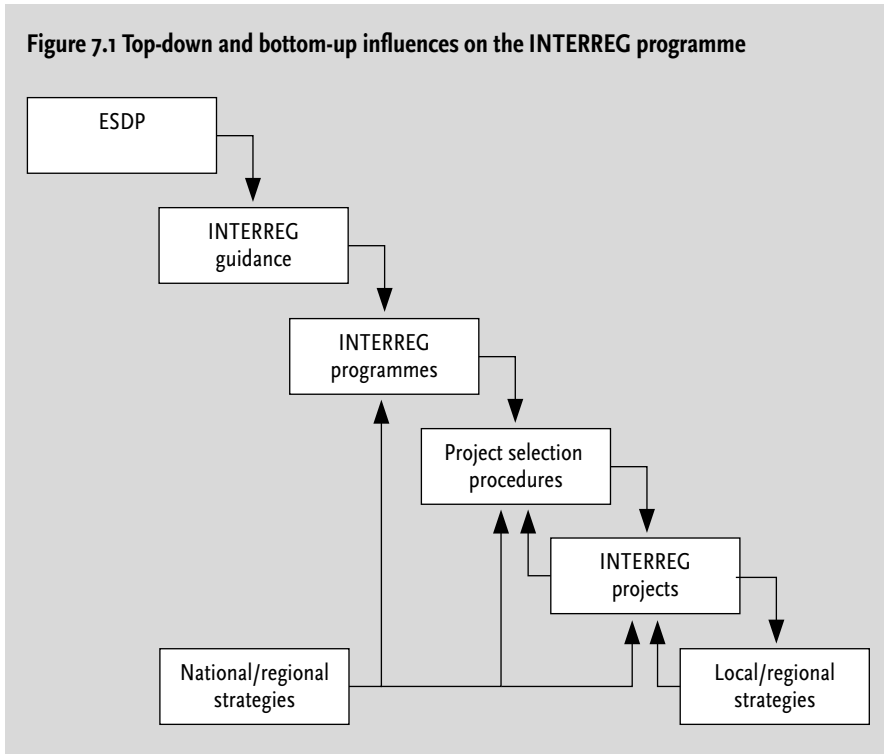 Figure 7.1 Top-down and bottom-up influences on the INTERREG programme
ESDP
INTERREG
guidance
INTERREG
programmes
Project selection
procedures
INTERREG
projects
National/regional
strategies
Local/regional
strategies